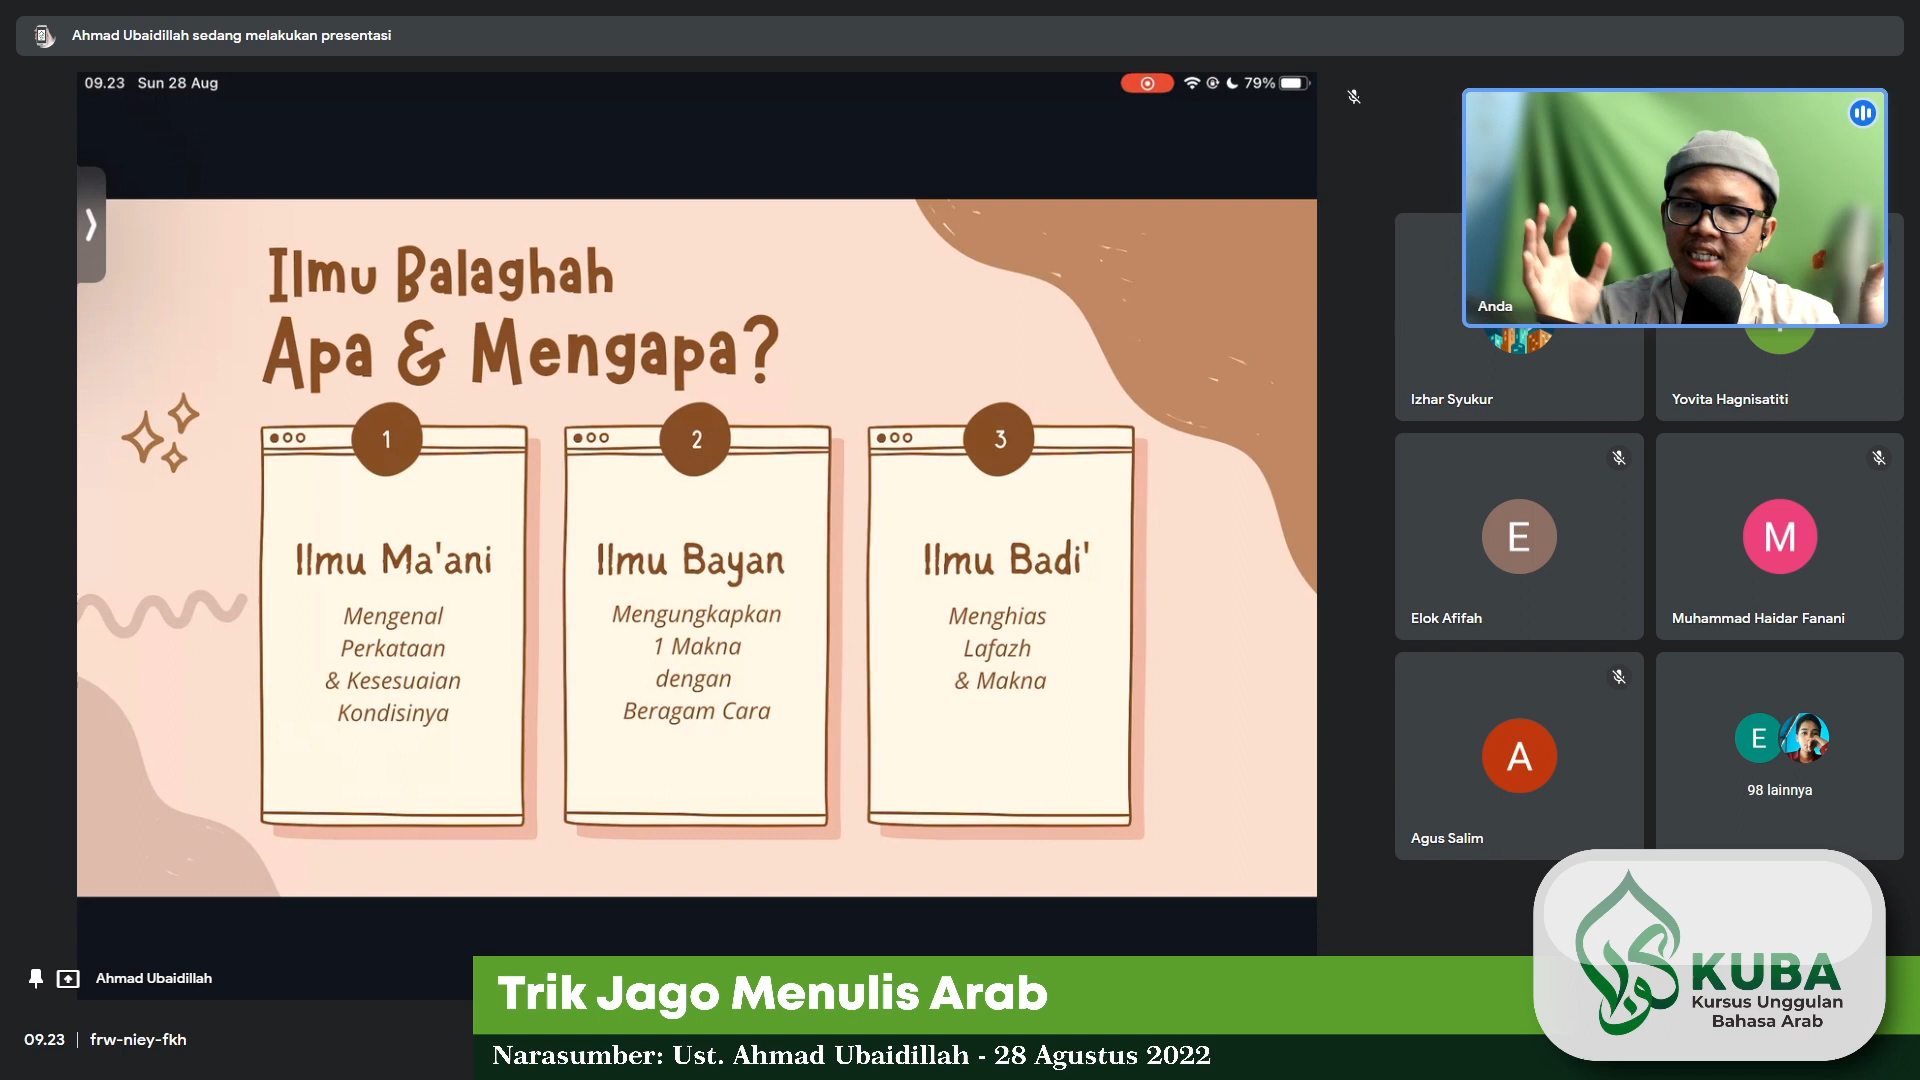 Ahmad Ubaidillah sedang melakukan presentasi
09.23 Sun 28 Aug
79%
Ilmu Balaghah
Apa & Mengapa?
1
Ilmu Ma'ani
Mengenal
Perkataan
& Kesesuaian
Kondisinya
2
Ilmu Bayan
Mengungkapkan
1 Makna
dengan
Beragam Cara
3
Ilmu Badi'
Menghias
Lafazh
& Makna
Anda
Izhar Syukur
Yovita Hagnisatiti
E
Elok Afifah
M
Muhammad Haidar Fanani
A
Agus Salim
E
98 lainnya
Ahmad Ubaidillah
09.23 | frw-niey-fkh
Trik Jago Menulis Arab
Narasumber: Ust. Ahmad Ubaidillah - 28 Agustus 2022
KUBA
Kursus Unggulan
Bahasa Arab